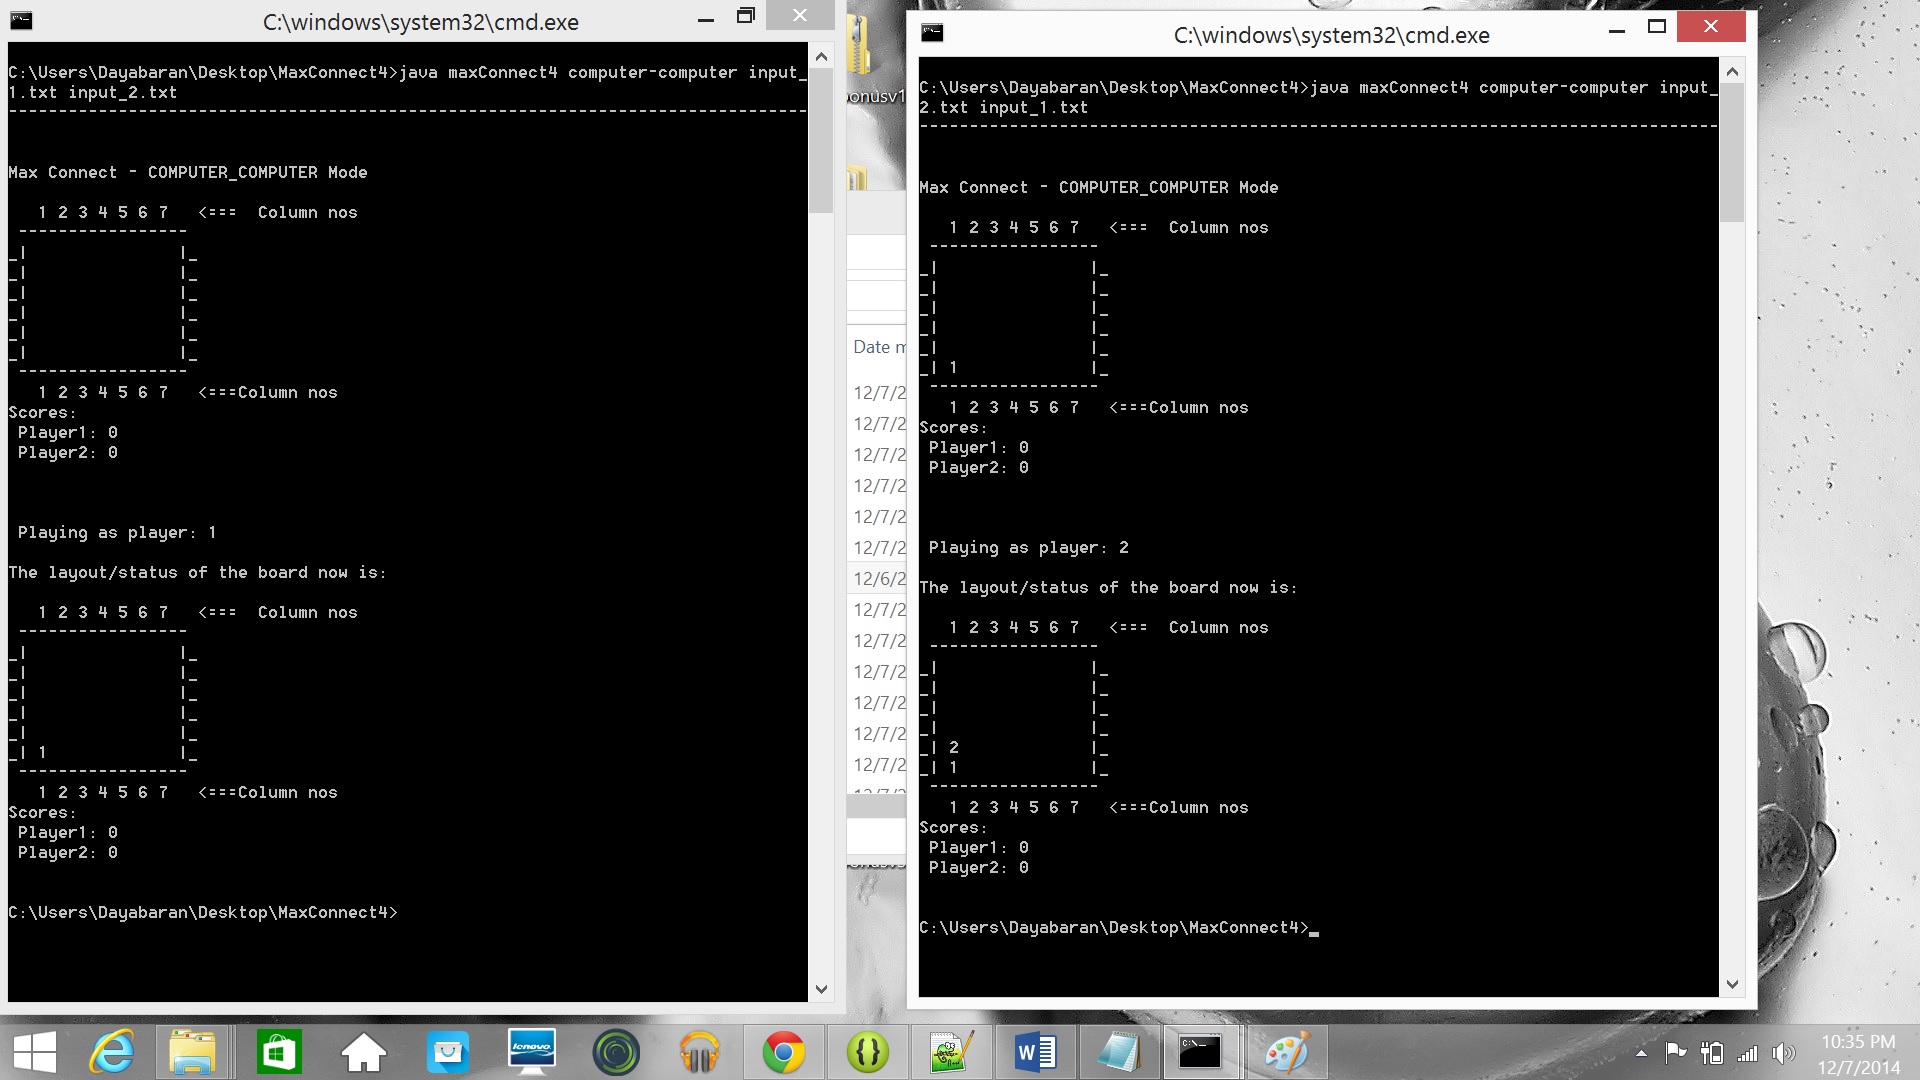 C:\windows\system32\cmd.exe
C:\Users\Dayabaran\Desktop\MaxConnect4>java maxConnect4 computer-computer input_
1.txt input_2.txt
--------------------------------------------------------------------------------
Max Connect - COMPUTER_COMPUTER Mode
1 2 3 4 5 6 7 <=== Column nos
-----------------
_| |_
_| |_
_| |_
_| |_
_| |_
_| |_
-----------------
1 2 3 4 5 6 7 <===Column nos
Scores:
Player1: 0
Player2: 0
Playing as player: 1
The layout/status of the board now is:
1 2 3 4 5 6 7 <=== Column nos
-----------------
_| |_
_| |_
_| |_
_| |_
_| |_
_| 1 |_
-----------------
1 2 3 4 5 6 7 <===Column nos
Scores:
Player1: 0
Player2: 0
C:\Users\Dayabaran\Desktop\MaxConnect4>
onusv1
Date m
12/7/2
12/7/2
12/7/2
12/7/2
12/7/2
12/7/2
12/6/2
12/7/2
12/7/2
12/7/2
12/7/2
12/7/2
12/7/2
C:\windows\system32\cmd.exe
C:\Users\Dayabaran\Desktop\MaxConnect4>java maxConnect4 computer-computer input_
2.txt input_1.txt
--------------------------------------------------------------------------------
Max Connect - COMPUTER_COMPUTER Mode
1 2 3 4 5 6 7 <=== Column nos
-----------------
_| |_
_| |_
_| |_
_| |_
_| |_
_| 1 |_
-----------------
1 2 3 4 5 6 7 <===Column nos
Scores:
Player1: 0
Player2: 0
Playing as player: 2
The layout/status of the board now is:
1 2 3 4 5 6 7 <=== Column nos
-----------------
_| |_
_| |_
_| |_
_| |_
_| 2 |_
_| 1 |_
-----------------
1 2 3 4 5 6 7 <===Column nos
Scores:
Player1: 0
Player2: 0
C:\Users\Dayabaran\Desktop\MaxConnect4>_
lenovo
10:35 PM
12/7/2014